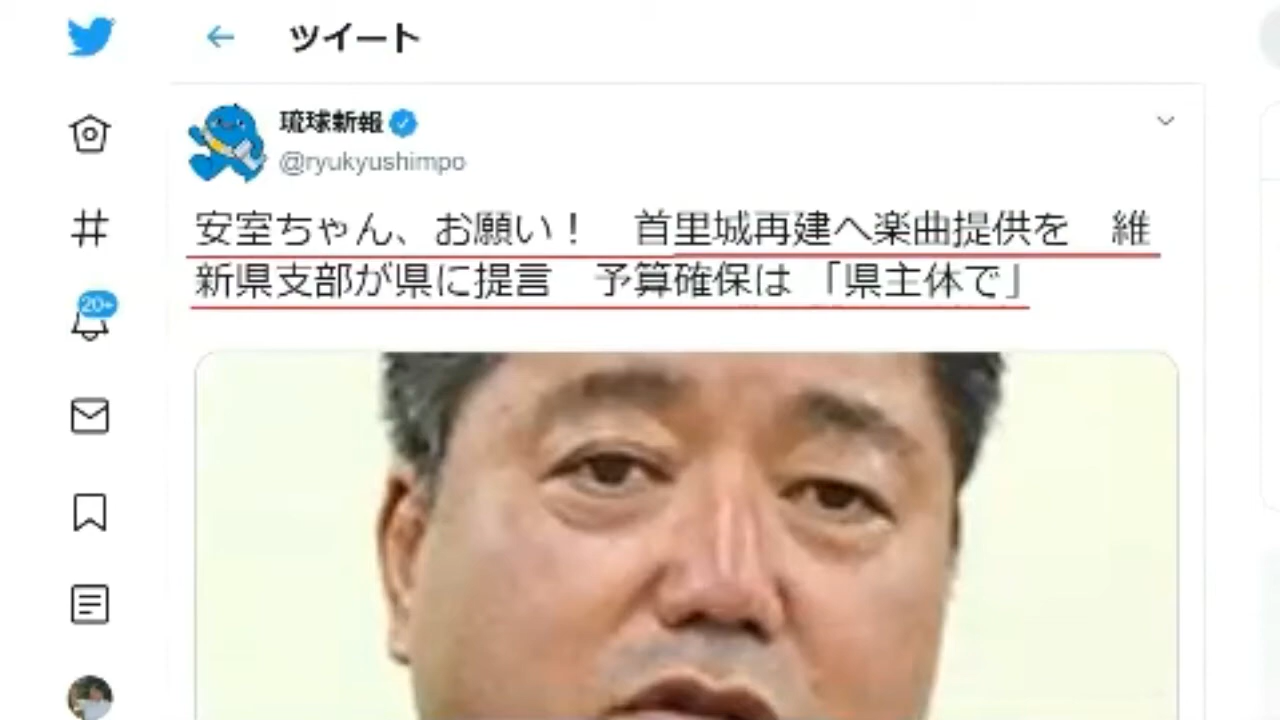 ツイート
琉球新報
@ryukyushimpo
安室ちゃん、お願い！　首里城再建へ楽曲提供を　維
新県支部が県に提言　予算確保は「県主体で」
20+